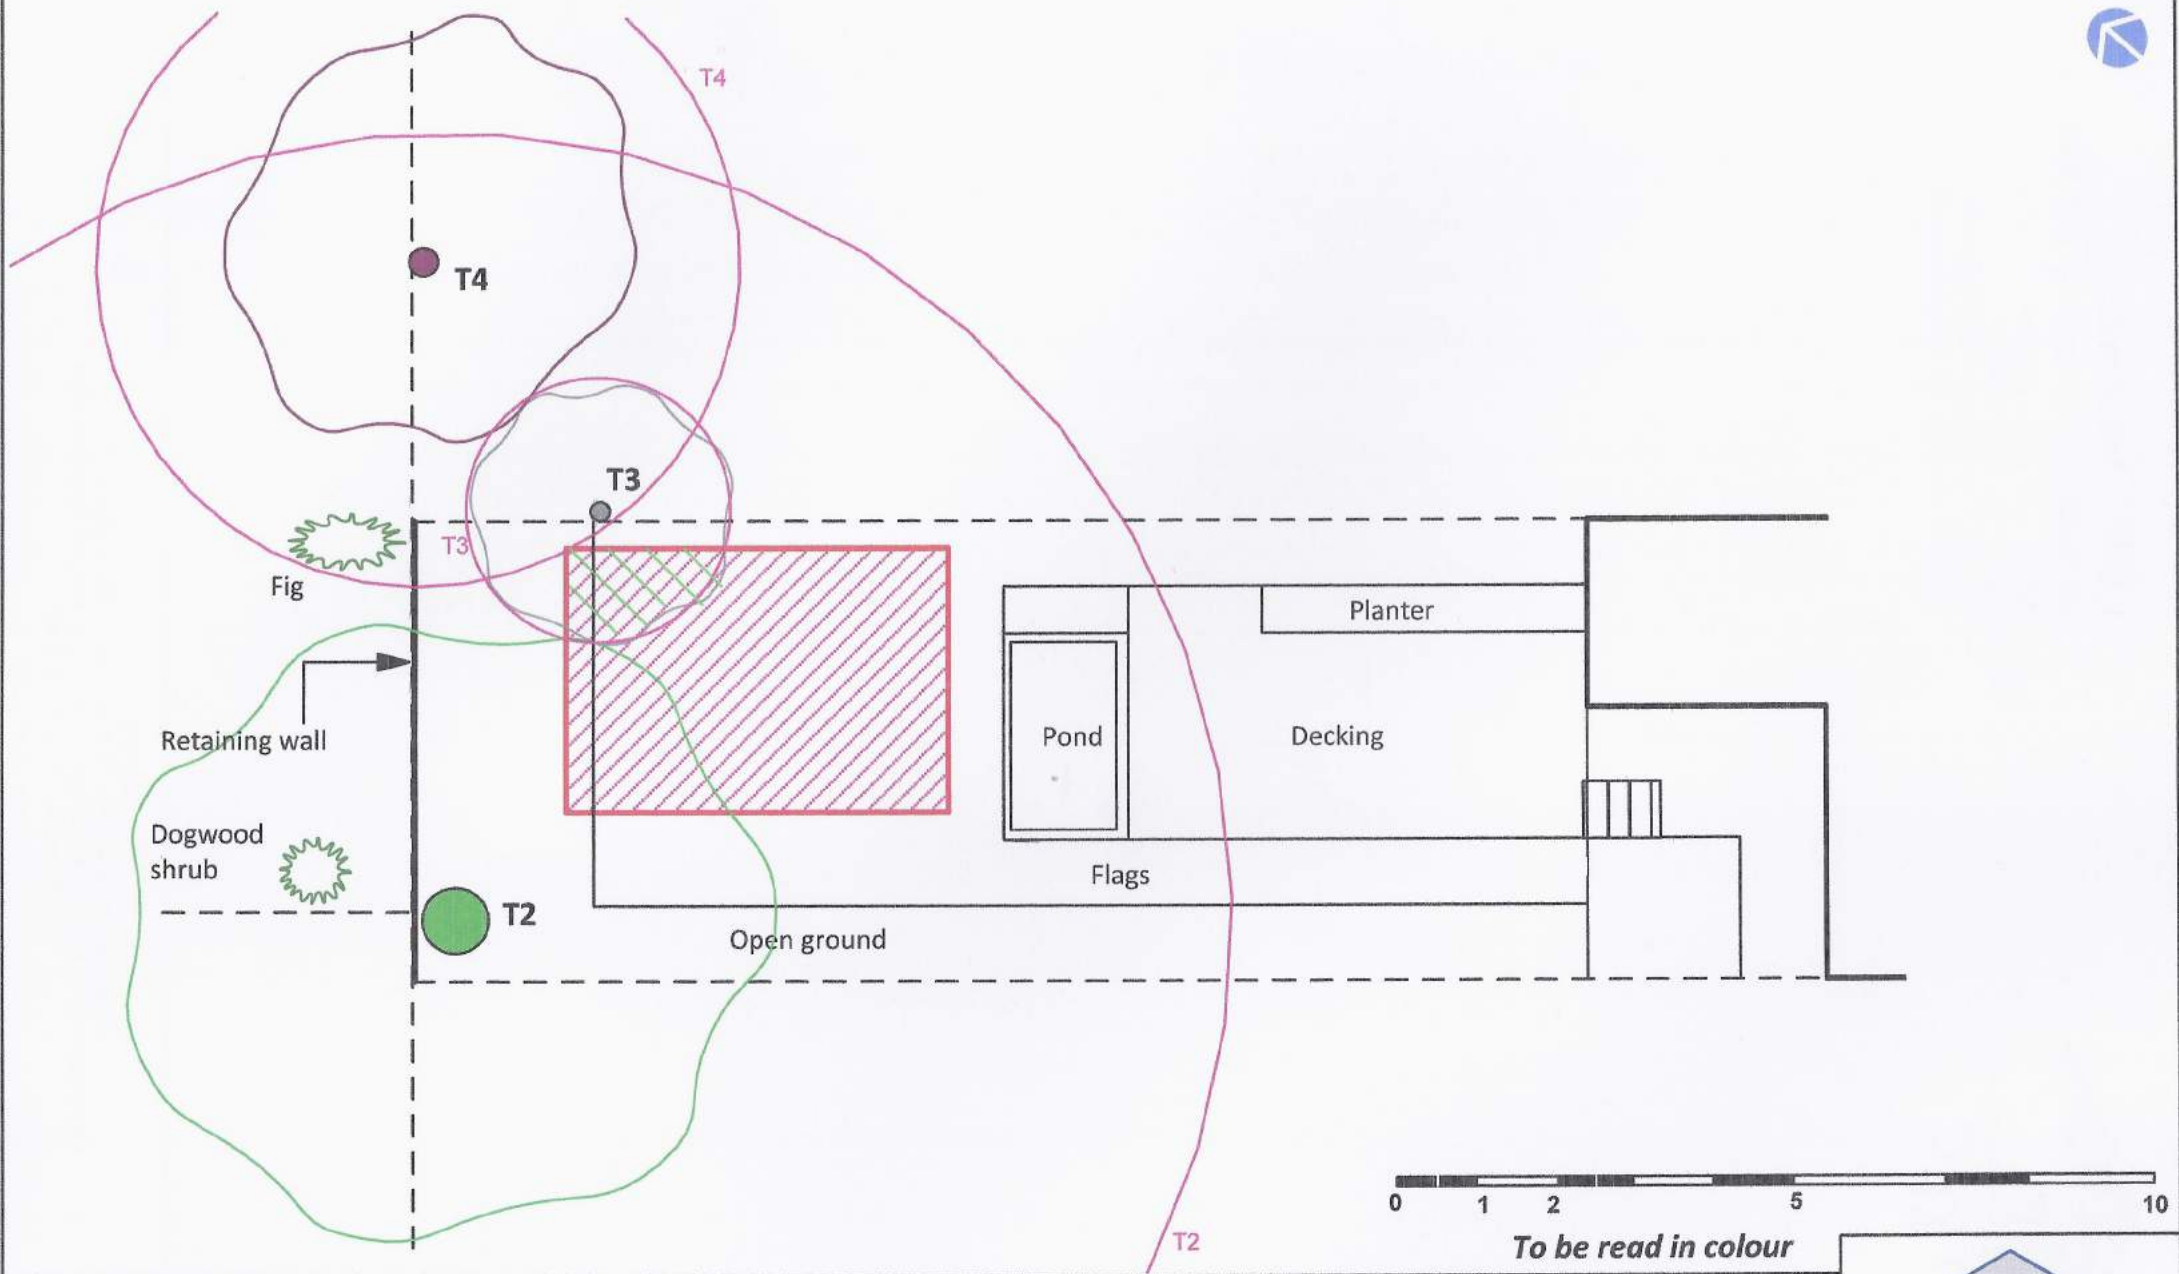 T4
T4
T3
T3
Fig
Planter
Retaining wall
Pond
Decking
Dogwood
shrub
Flags
T2
Open ground
0 1 2 5 10
T2
To be read in colour